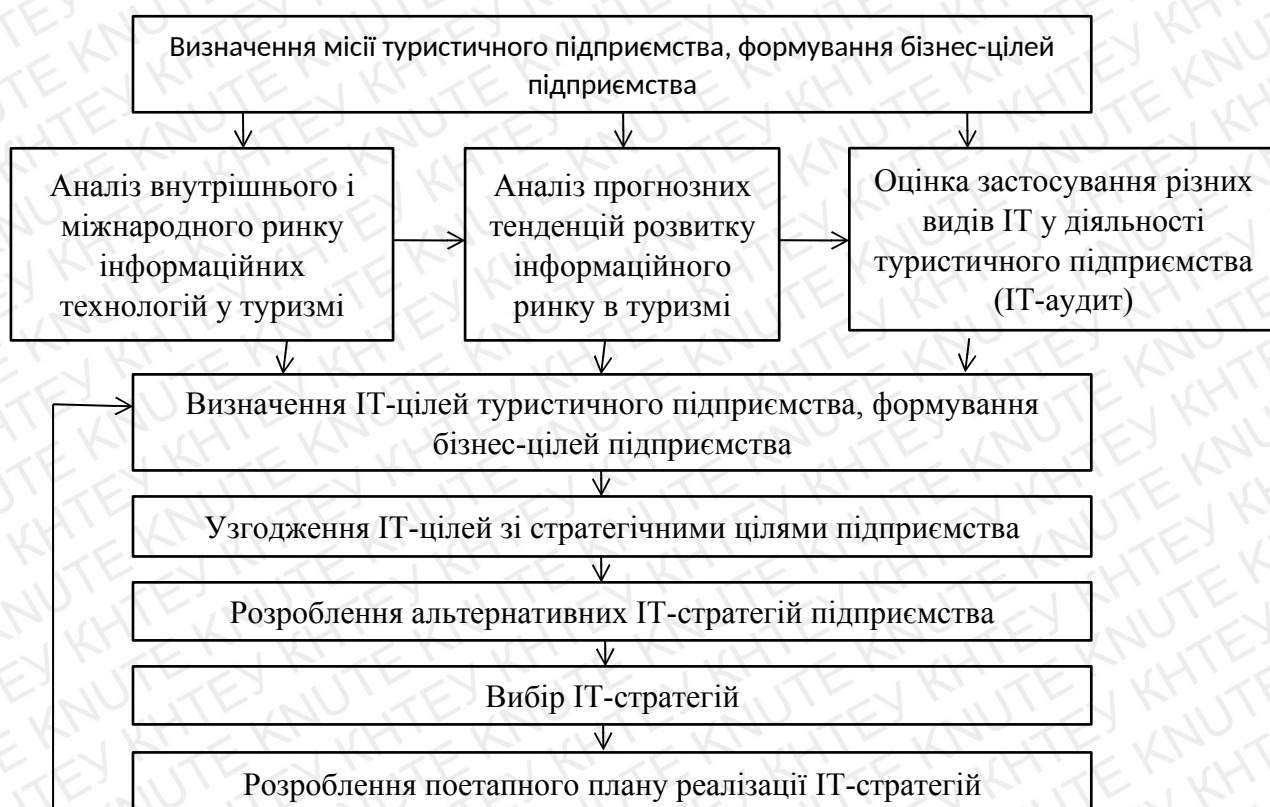 Визначення місії туристичного підприємства, формування бізнес-цілей
підприємства
Аналіз внутрішнього і
міжнародного ринку
інформаційних
технологій у туризмі
Аналіз прогнозних
тенденцій розвитку
інформаційного
ринку в туризмі
Оцінка застосування різних
видів ІТ у діяльності
туристичного підприємства
(ІТ-аудит)
Визначення ІТ-цілей туристичного підприємства, формування
бізнес-цілей підприємства
Узгодження ІТ-цілей зі стратегічними цілями підприємства
Розроблення альтернативних ІТ-стратегій підприємства
Вибір ІТ-стратегій
Розроблення поетапного плану реалізації ІТ-стратегій